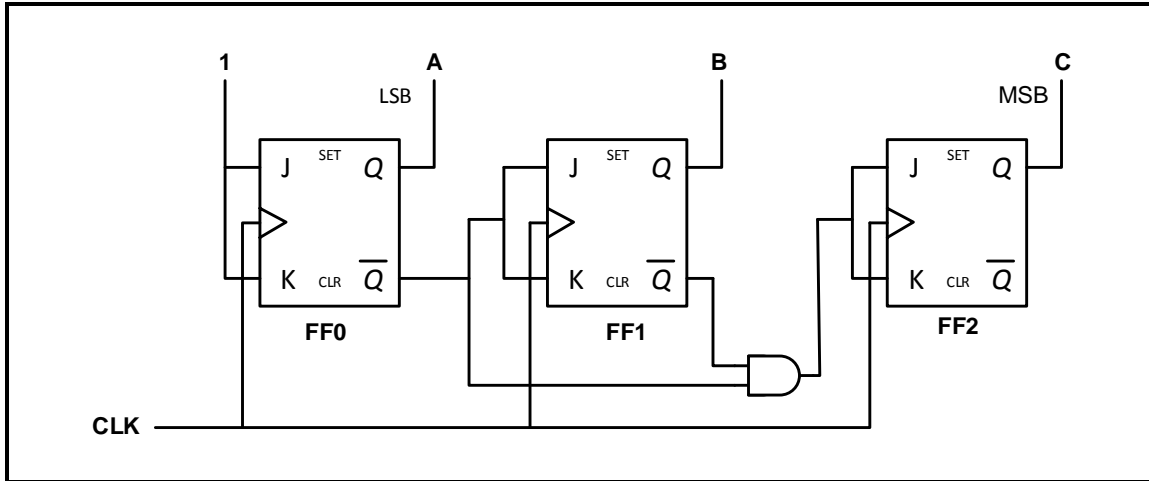 1 A B C
LSB MSB
SET SET SET
J Q J Q J Q
K CLR Q̅ K CLR Q̅ K CLR Q̅
FF0 FF1 FF2
CLK